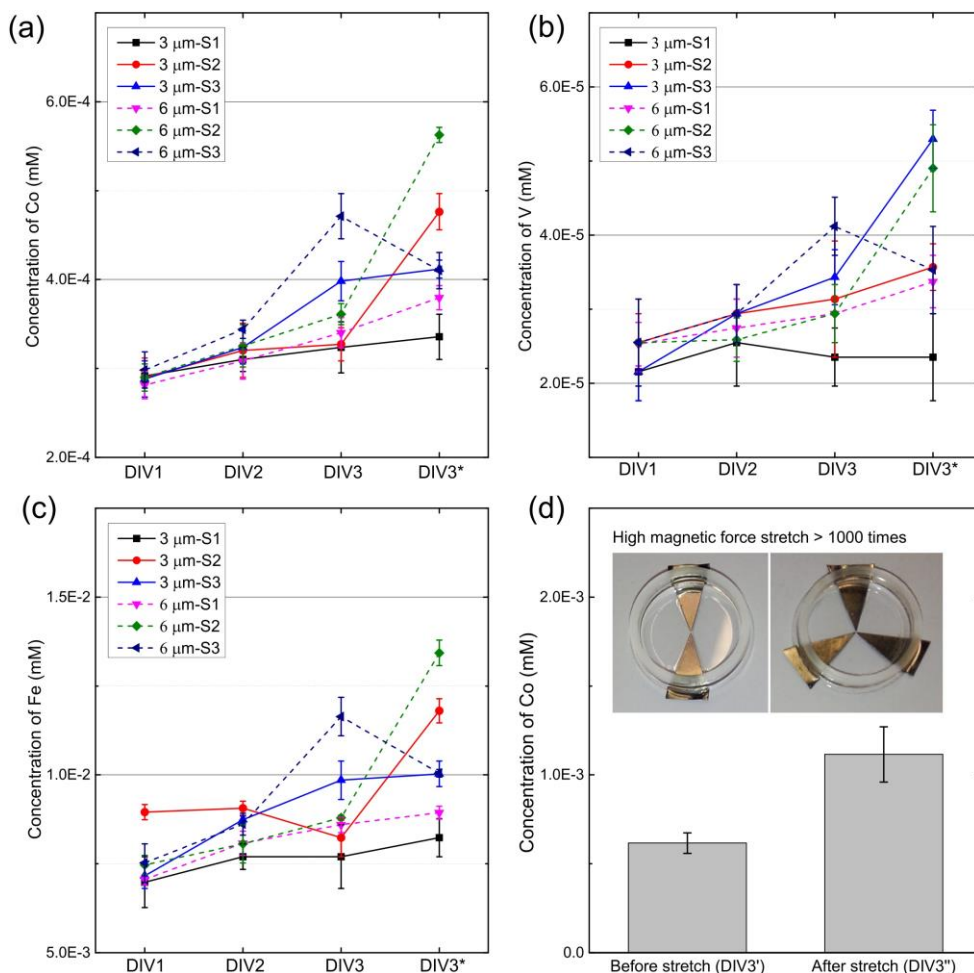 (a)
3 μm-S1
3 μm-S2
3 μm-S3
6 μm-S1
6 μm-S2
6 μm-S3
6.0E-4
4.0E-4
2.0E-4
Concentration of Co (mM)
DIV1 DIV2 DIV3 DIV3*
(b)
3 μm-S1
3 μm-S2
3 μm-S3
6 μm-S1
6 μm-S2
6 μm-S3
6.0E-5
4.0E-5
2.0E-5
Concentration of V (mM)
DIV1 DIV2 DIV3 DIV3*
(c)
3 μm-S1
3 μm-S2
3 μm-S3
6 μm-S1
6 μm-S2
6 μm-S3
1.5E-2
1.0E-2
5.0E-3
Concentration of Fe (mM)
DIV1 DIV2 DIV3 DIV3*
(d)
High magnetic force stretch > 1000 times
2.0E-3
1.0E-3
0.0
Concentration of Co (mM)
Before stretch (DIV3') After stretch (DIV3")